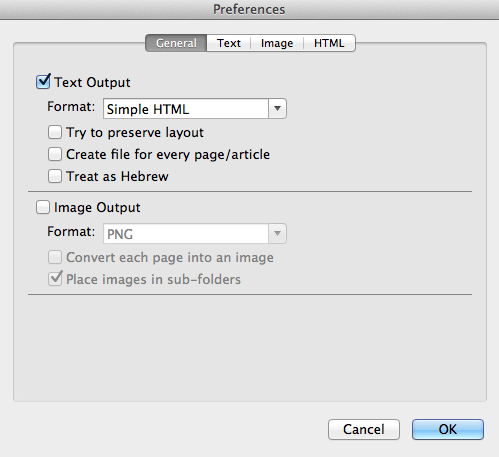 Preferences
General Text Image HTML
Text Output
Format: Simple HTML
Try to preserve layout
Create file for every page/article
Treat as Hebrew
Image Output
Format: PNG
Convert each page into an image
Place images in sub-folders
Cancel OK